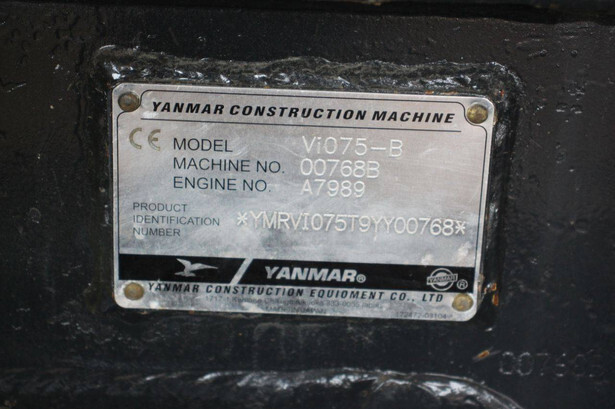 YANMAR CONSTRUCTION MACHINE
CE MODEL Vi075-B
MACHINE NO. 00768B
ENGINE NO. A7989
PRODUCT IDENTIFICATION NUMBER *YMRVI075T9YY00768*
YANMAR®
YANMAR CONSTRUCTION EQUIPMENT CO., LTD